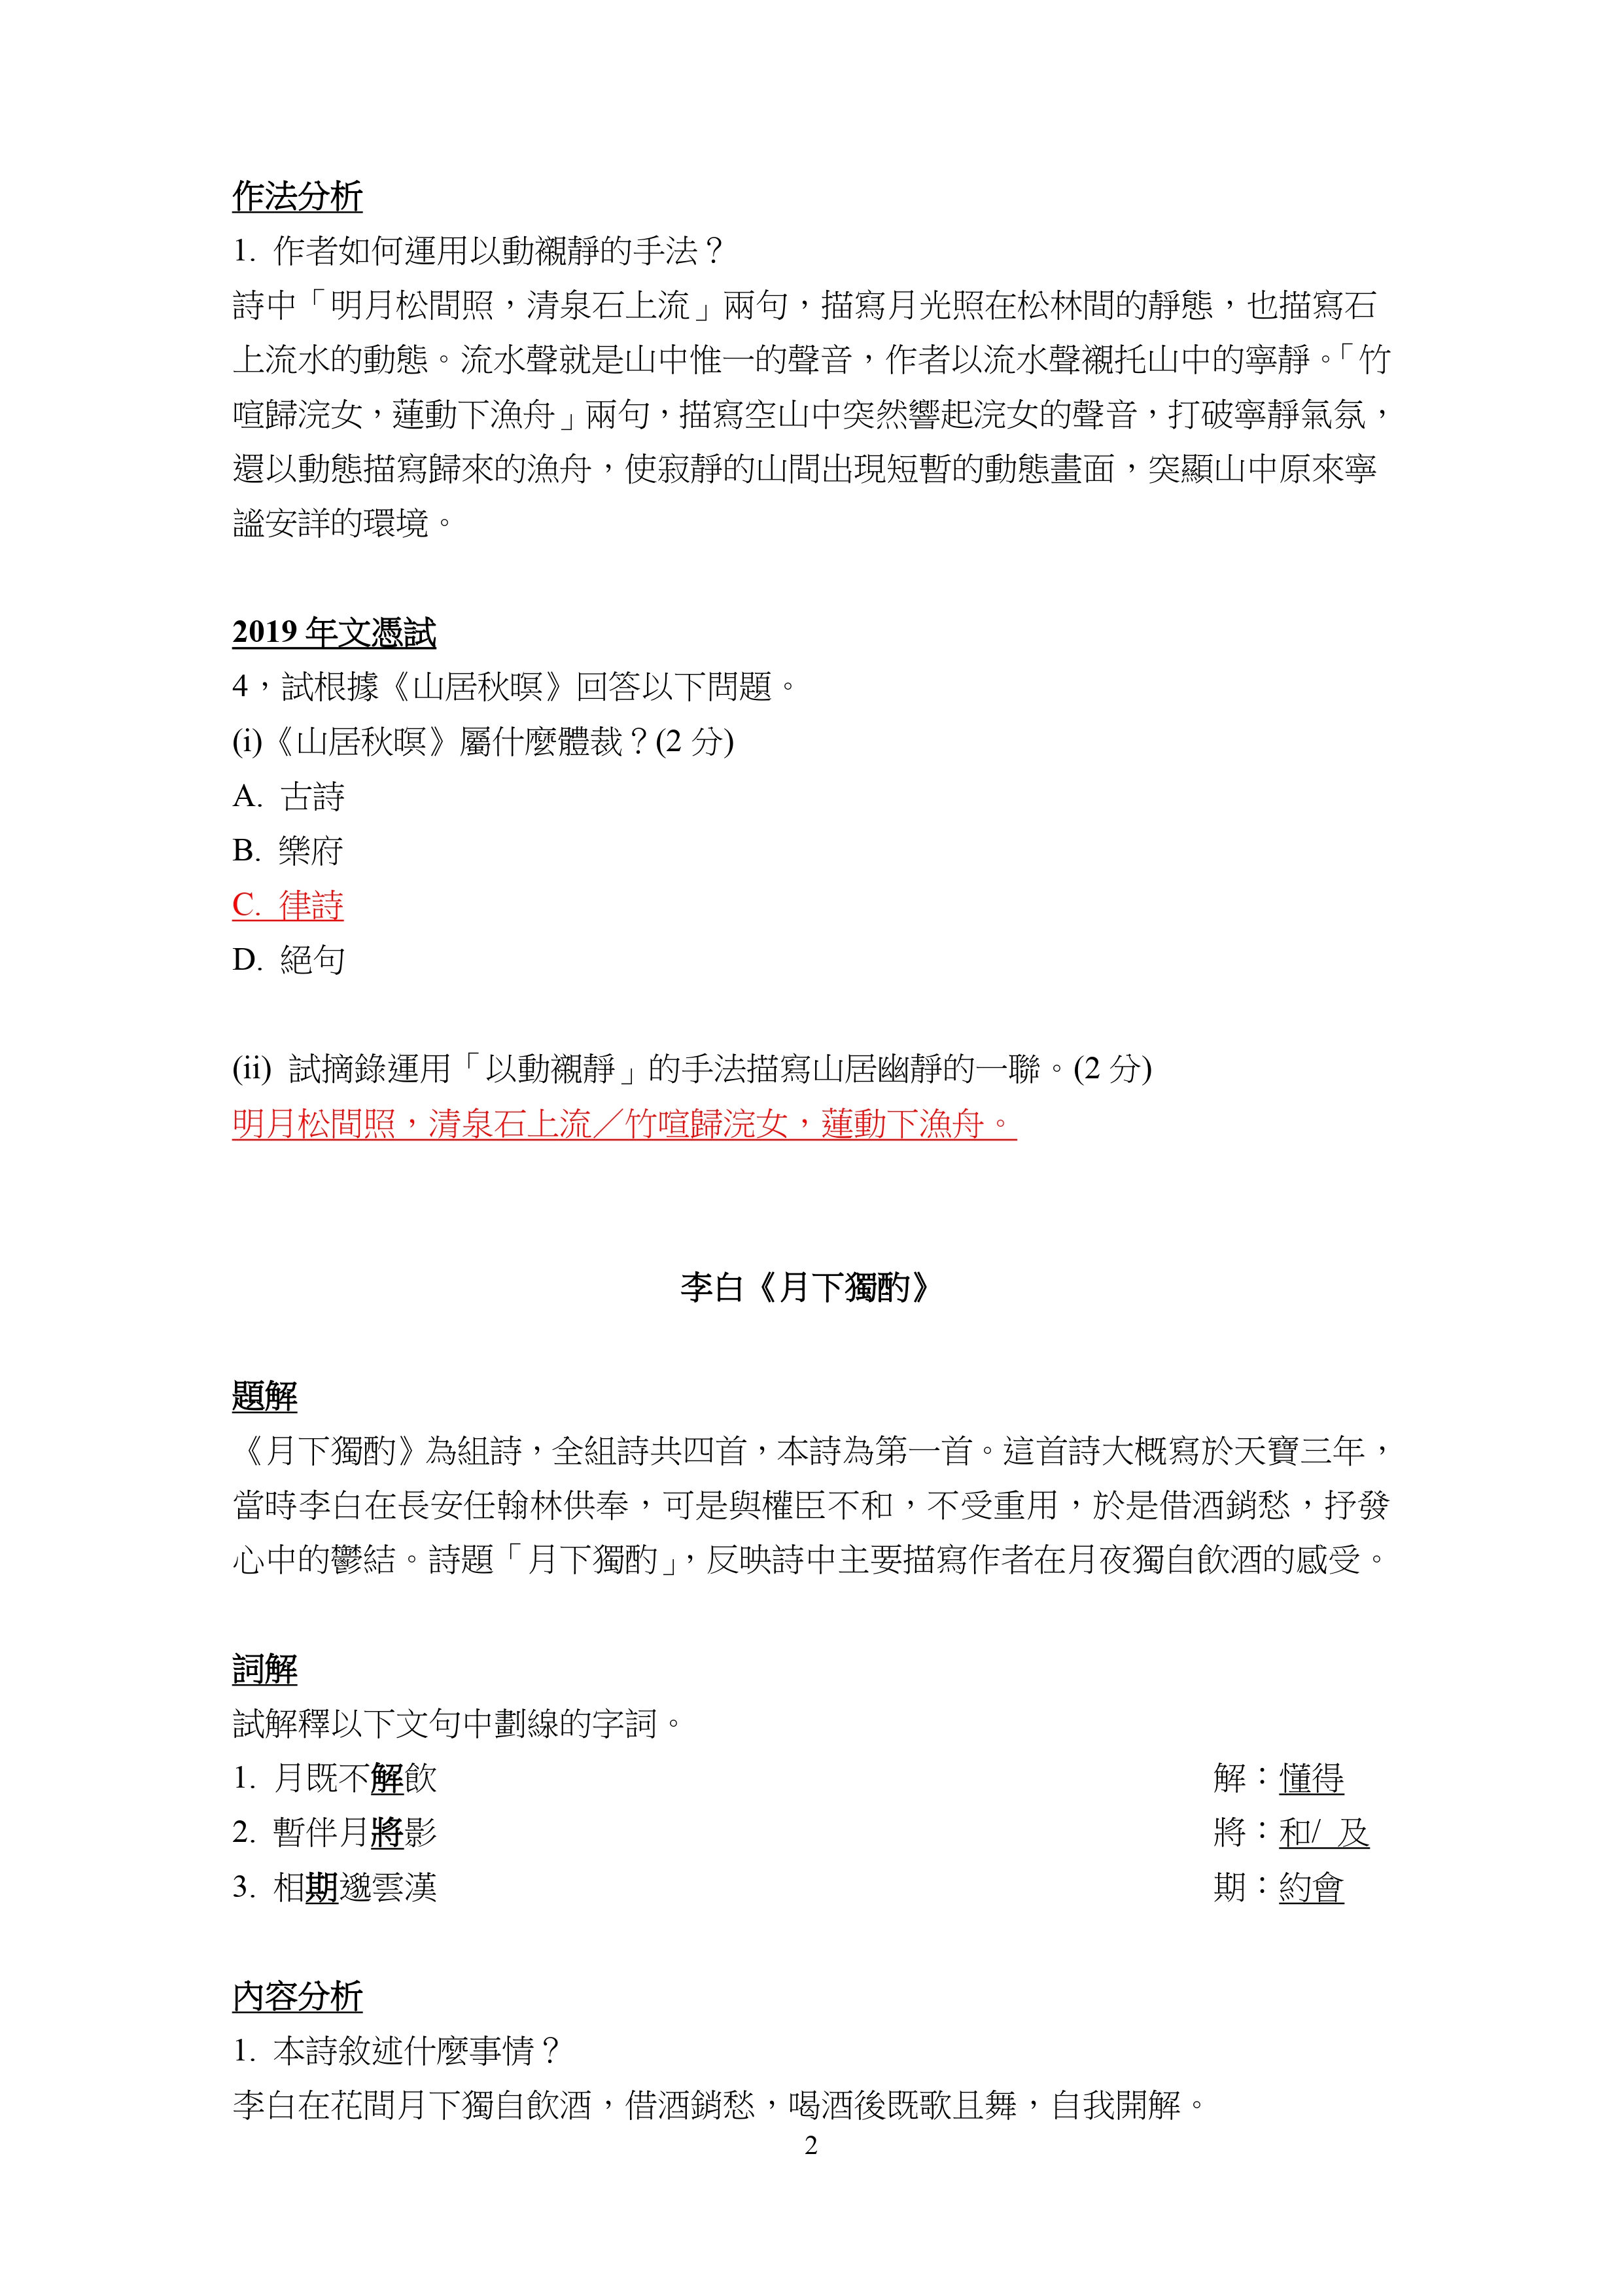 作法分析
1. 作者如何運用以動襯靜的手法？
詩中「明月松間照，清泉石上流」兩句，描寫月光照在松林間的靜態，也描寫石
上流水的動態。流水聲就是山中惟一的聲音，作者以流水聲襯托山中的寧靜。「竹
喧歸浣女，蓮動下漁舟」兩句，描寫空山中突然響起浣女的聲音，打破寧靜氣氛，
還以動態描寫歸來的漁舟，使寂靜的山間出現短暫的動態畫面，突顯山中原來寧
謐安詳的環境。
2019 年文憑試
4，試根據《山居秋暝》回答以下問題。
(i)《山居秋暝》屬什麼體裁？(2 分)
A. 古詩
B. 樂府
C. 律詩
D. 絕句
(ii) 試摘錄運用「以動襯靜」的手法描寫山居幽靜的一聯。(2 分)
明月松間照，清泉石上流／竹喧歸浣女，蓮動下漁舟。
李白《月下獨酌》
題解
《月下獨酌》為組詩，全組詩共四首，本詩為第一首。這首詩大概寫於天寶三年，
當時李白在長安任翰林供奉，可是與權臣不和，不受重用，於是借酒銷愁，抒發
心中的鬱結。詩題「月下獨酌」，反映詩中主要描寫作者在月夜獨自飲酒的感受。
詞解
試解釋以下文句中劃線的字詞。
1. 月既不解飲 解：懂得
2. 暫伴月將影 將：和/ 及
3. 相期邈雲漢 期：約會
內容分析
1. 本詩敘述什麼事情？
李白在花間月下獨自飲酒，借酒銷愁，喝酒後既歌且舞，自我開解。
2